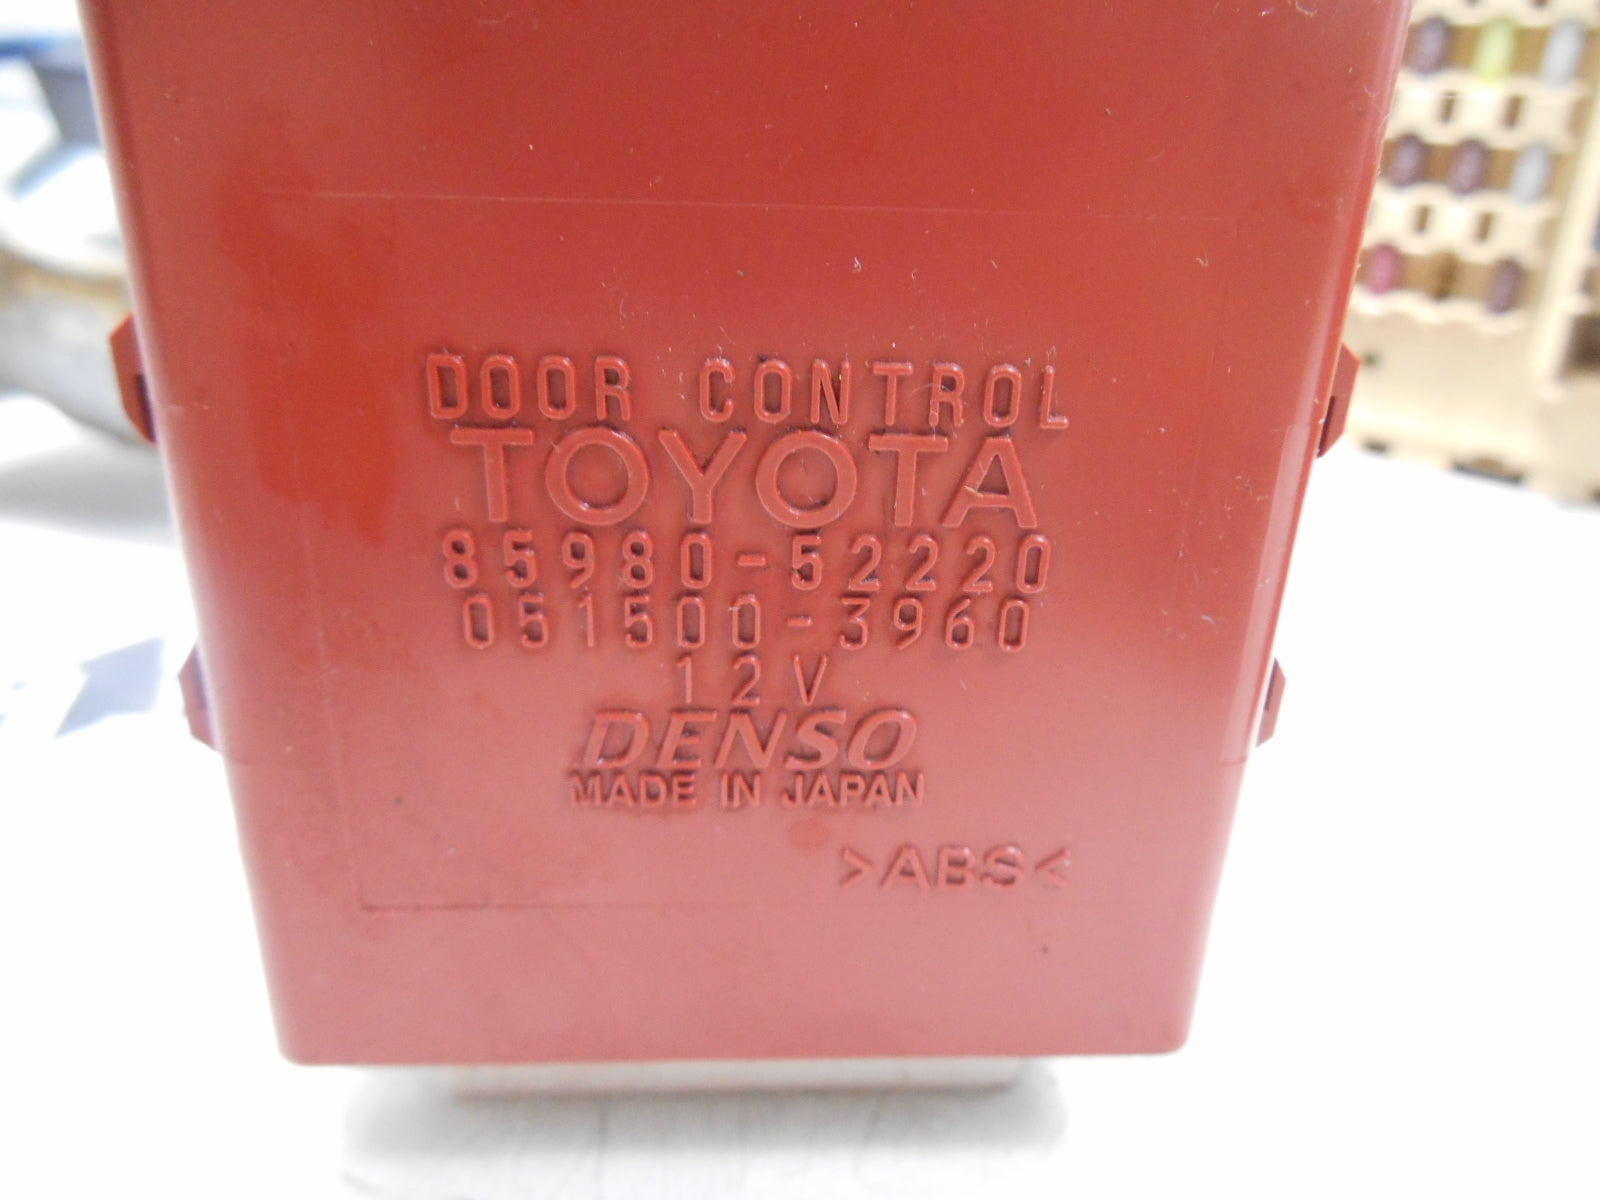 DOOR CONTROL
TOYOTA
85980-52220
051500-3960
12V
DENSO
MADE IN JAPAN
>ABS<